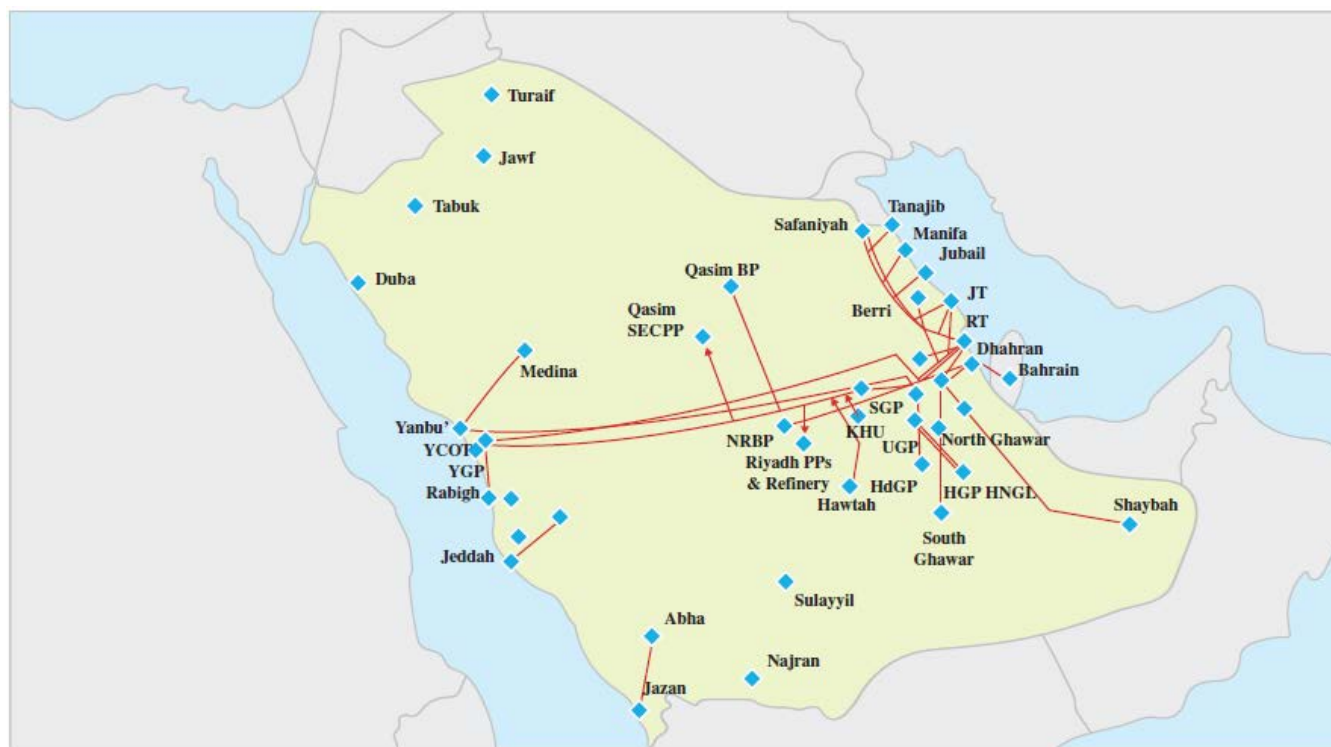 Turaif
Jawf
Tabuk
Tanajib
Safaniyah
Manifa
Jubail
Qasim BP
Duba
JT
Berri
Qasim
SECPP
RT
Dhahran
Medina
Bahrain
SGP
Yanbu’
NRBP
KHU
North Ghawar
YCOT
UGP
Riyadh PPs
& Refinery
YGP
HdGP
HGP HNGL
Rabigh
Hawtah
Shaybah
South
Ghawar
Jeddah
Sulayyil
Abha
Najran
Jazan